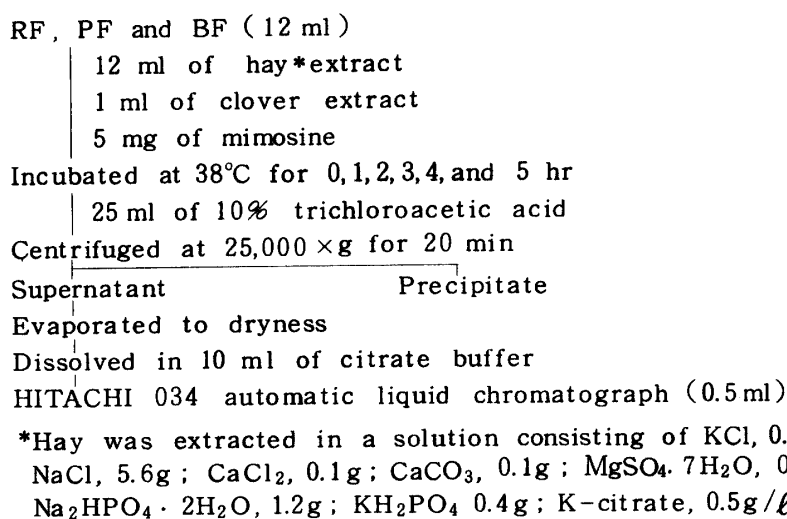 RF, PF and BF (12 ml)
12 ml of hay*extract
1 ml of clover extract
5 mg of mimosine
Incubated at 38°C for 0, 1, 2, 3, 4, and 5 hr
25 ml of 10% trichloroacetic acid
Centrifuged at 25,000 ×g for 20 min
Supernatant Precipitate
Evaporated to dryness
Dissolved in 10 ml of citrate buffer
HITACHI 034 automatic liquid chromatograph (0.5 ml)
*Hay was extracted in a solution consisting of KCl, 0.
NaCl, 5.6g ; CaCl₂, 0.1g ; CaCO₃, 0.1g ; MgSO₄· 7H₂O, 0
Na₂HPO₄ · 2H₂O, 1.2g ; KH₂PO₄ 0.4g ; K-citrate, 0.5g/ℓ